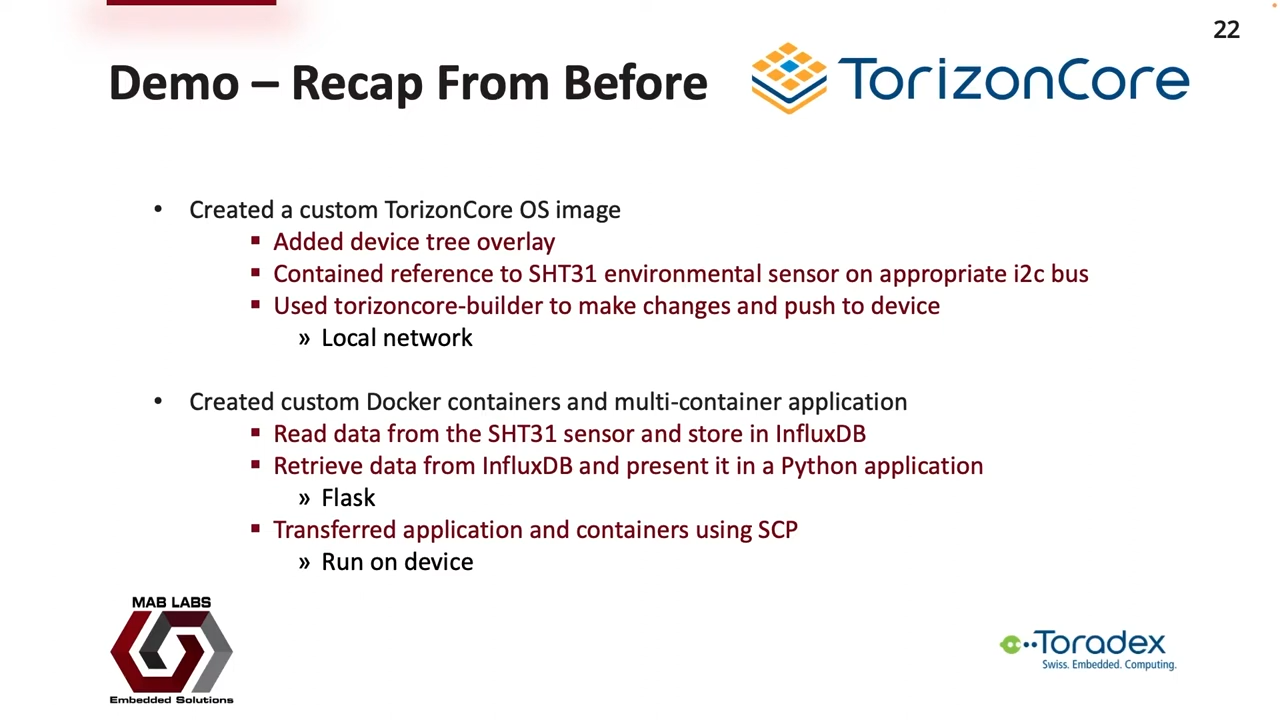 22
Demo – Recap From Before
TorizonCore
• Created a custom TorizonCore OS image
▪ Added device tree overlay
▪ Contained reference to SHT31 environmental sensor on appropriate i2c bus
▪ Used torizoncore-builder to make changes and push to device
» Local network
• Created custom Docker containers and multi-container application
▪ Read data from the SHT31 sensor and store in InfluxDB
▪ Retrieve data from InfluxDB and present it in a Python application
» Flask
▪ Transferred application and containers using SCP
» Run on device
MAB LABS
Embedded Solutions
Toradex
Swiss. Embedded. Computing.